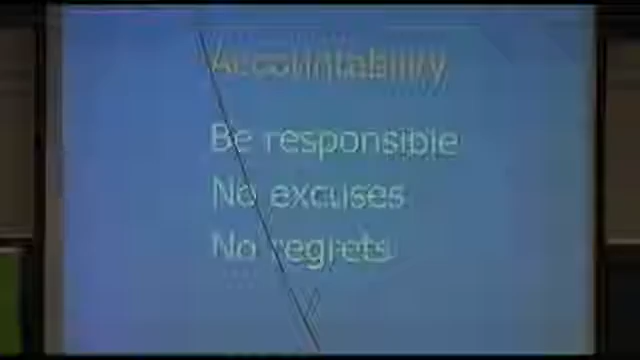 Accountability
Be responsible
No excuses
No regrets